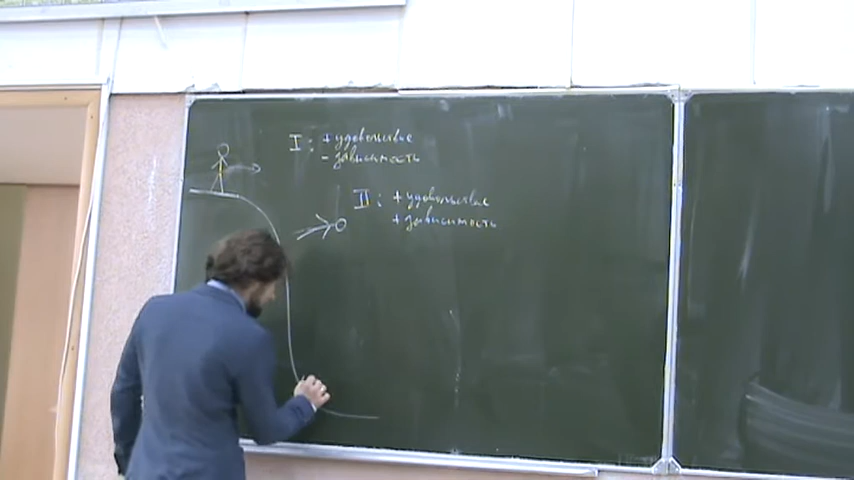 I: + удовольствие
- зависимость
II: + удовольствие
+ зависимость